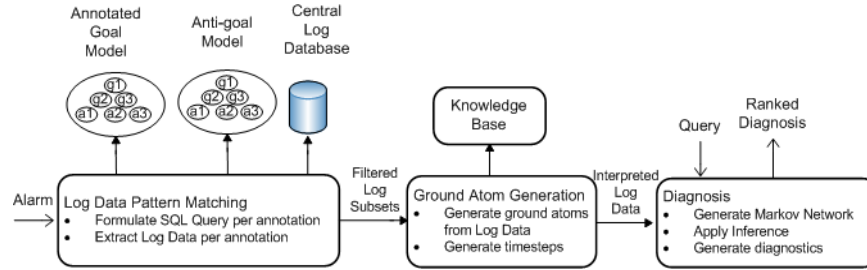 Annotated
Goal
Model
Anti-goal
Model
Central
Log
Database
g1
g2 g3
a1 a2 a3
g1
g2 g3
a1 a2 a3
Alarm
Log Data Pattern Matching
• Formulate SQL Query per annotation
• Extract Log Data per annotation
Filtered
Log
Subsets
Knowledge
Base
Ground Atom Generation
• Generate ground atoms
from Log Data
• Generate timesteps
Interpreted
Log
Data
Query
Ranked
Diagnosis
Diagnosis
• Generate Markov Network
• Apply Inference
• Generate diagnostics